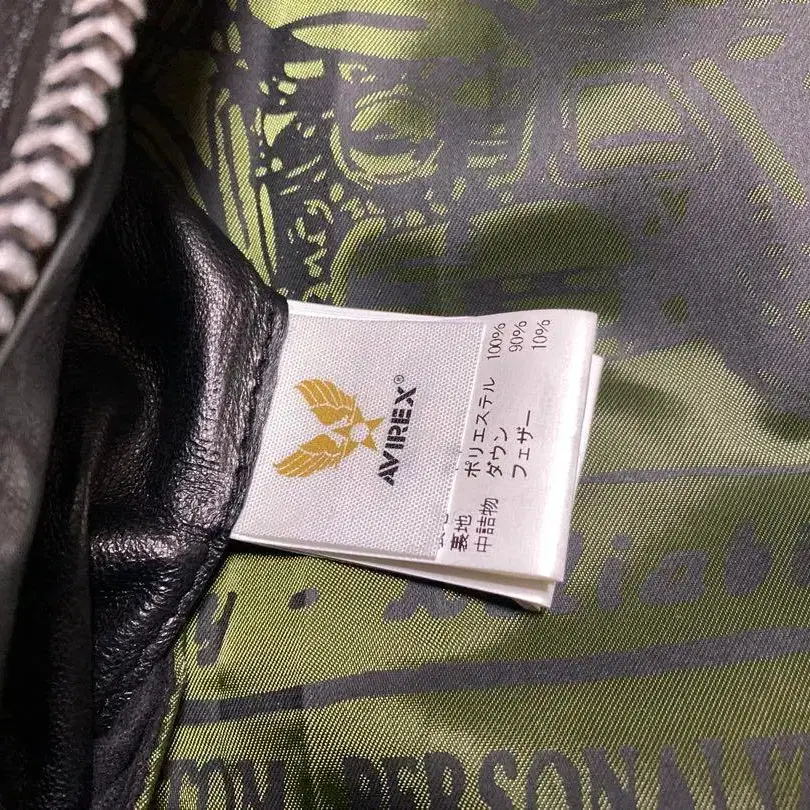 AVIREX®
裏地 ポリエステル 100%
中詰物 ダウン 90%
フェザー 10%
PERSONAL